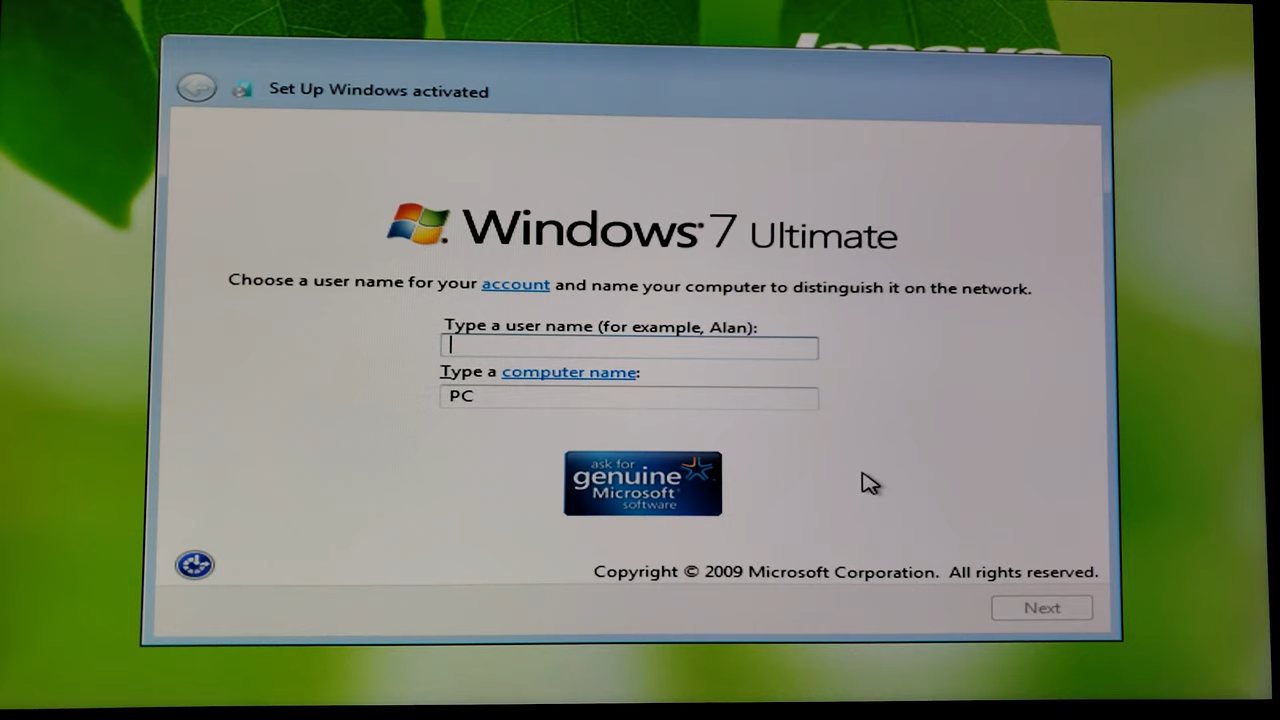 lenovo
Set Up Windows activated
Windows 7 Ultimate
Choose a user name for your account and name your computer to distinguish it on the network.
Type a user name (for example, Alan):
Type a computer name:
PC
ask for
genuine
Microsoft
software
Copyright © 2009 Microsoft Corporation. All rights reserved.
Next